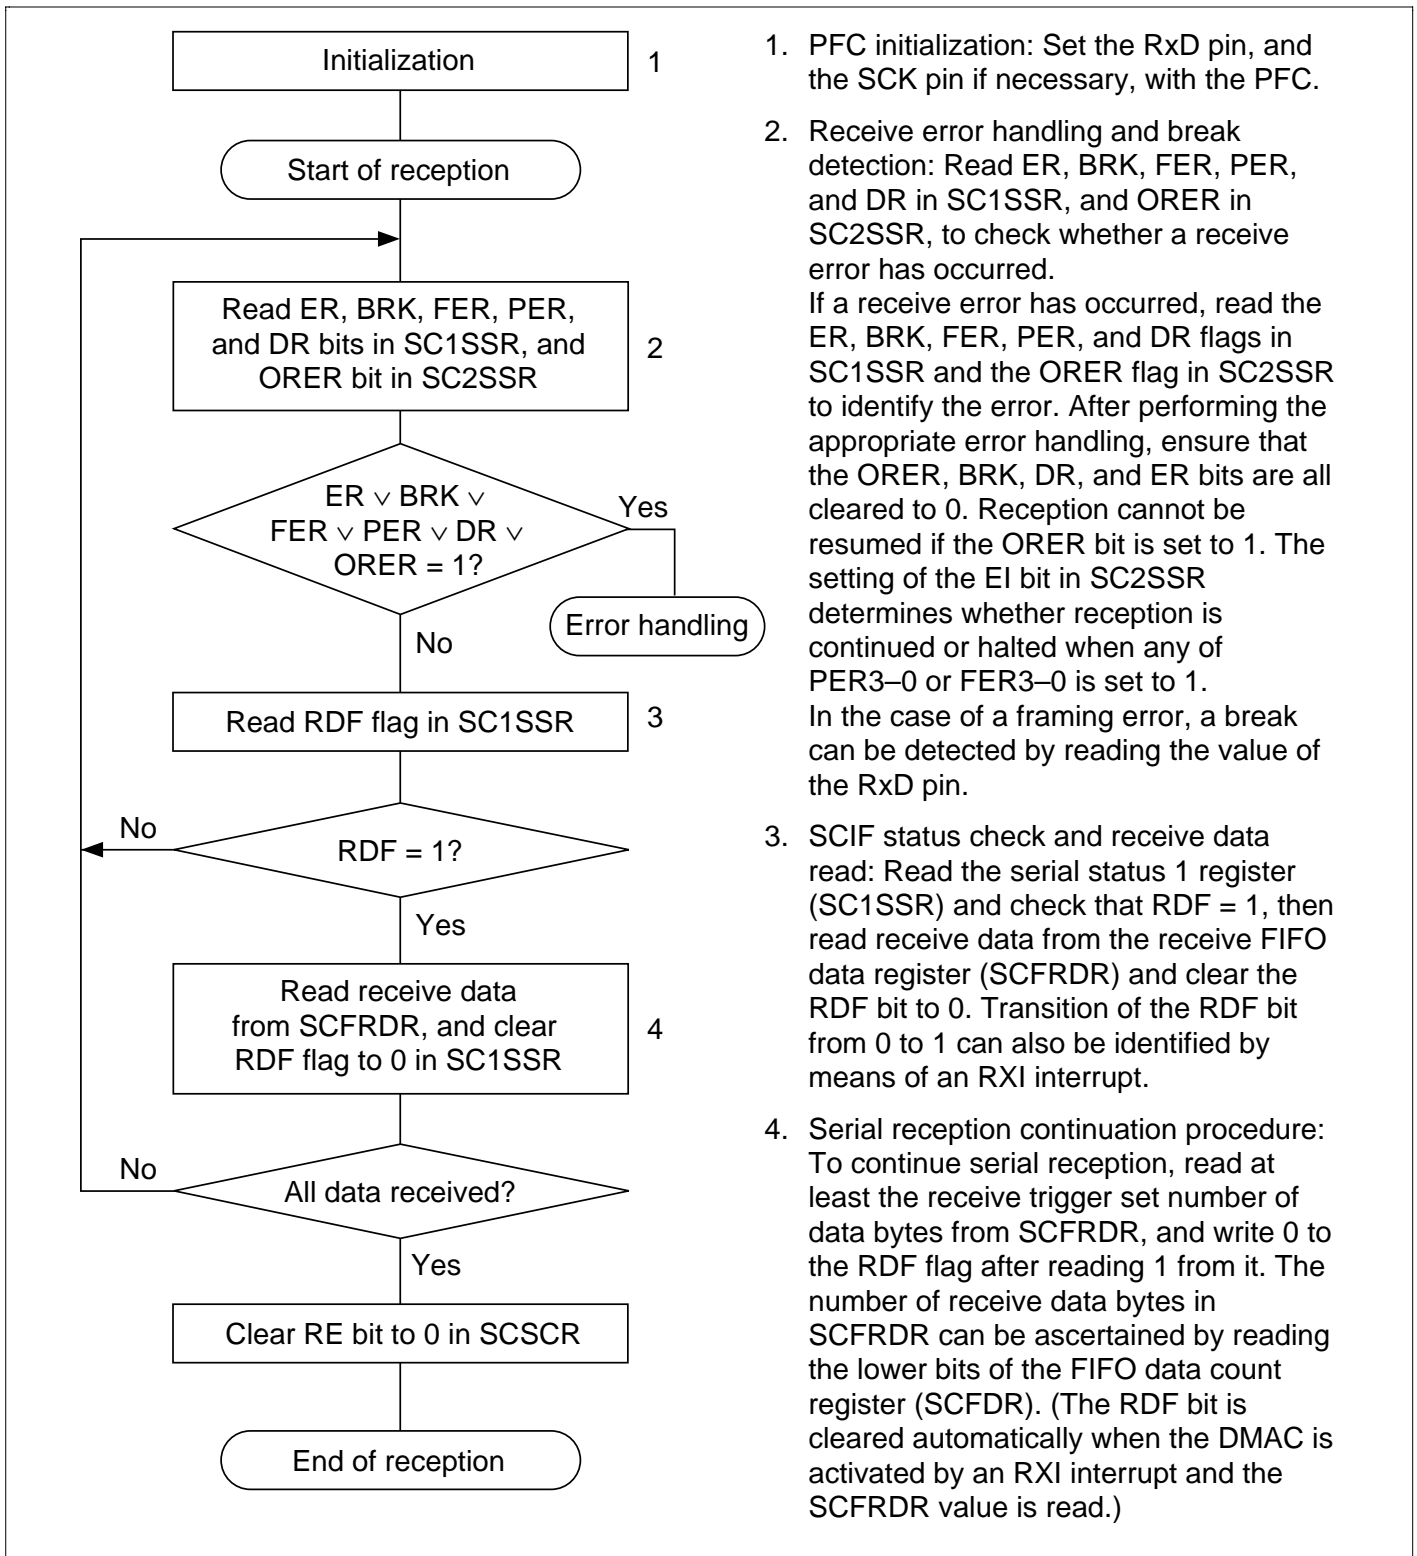 Initialization
1
Start of reception
Read ER, BRK, FER, PER,
and DR bits in SC1SSR, and
ORER bit in SC2SSR
2
ER ∨ BRK ∨
FER ∨ PER ∨ DR ∨
ORER = 1?
Yes
Error handling
No
Read RDF flag in SC1SSR
3
No
RDF = 1?
Yes
Read receive data
from SCFRDR, and clear
RDF flag to 0 in SC1SSR
4
No
All data received?
Yes
Clear RE bit to 0 in SCSCR
End of reception
1. PFC initialization: Set the RxD pin, and
the SCK pin if necessary, with the PFC.
2. Receive error handling and break
detection: Read ER, BRK, FER, PER,
and DR in SC1SSR, and ORER in
SC2SSR, to check whether a receive
error has occurred.
If a receive error has occurred, read the
ER, BRK, FER, PER, and DR flags in
SC1SSR and the ORER flag in SC2SSR
to identify the error. After performing the
appropriate error handling, ensure that
the ORER, BRK, DR, and ER bits are all
cleared to 0. Reception cannot be
resumed if the ORER bit is set to 1. The
setting of the EI bit in SC2SSR
determines whether reception is
continued or halted when any of
PER3–0 or FER3–0 is set to 1.
In the case of a framing error, a break
can be detected by reading the value of
the RxD pin.
3. SCIF status check and receive data
read: Read the serial status 1 register
(SC1SSR) and check that RDF = 1, then
read receive data from the receive FIFO
data register (SCFRDR) and clear the
RDF bit to 0. Transition of the RDF bit
from 0 to 1 can also be identified by
means of an RXI interrupt.
4. Serial reception continuation procedure:
To continue serial reception, read at
least the receive trigger set number of
data bytes from SCFRDR, and write 0 to
the RDF flag after reading 1 from it. The
number of receive data bytes in
SCFRDR can be ascertained by reading
the lower bits of the FIFO data count
register (SCFDR). (The RDF bit is
cleared automatically when the DMAC is
activated by an RXI interrupt and the
SCFRDR value is read.)